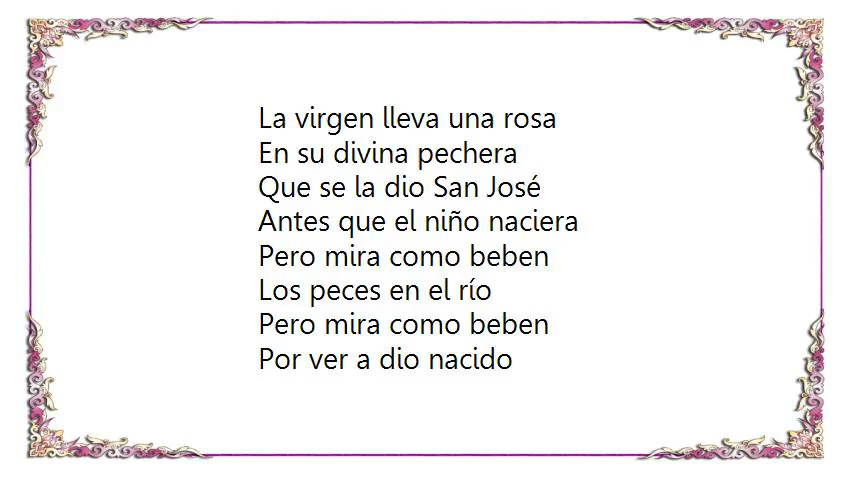 La virgen lleva una rosa
En su divina pechera
Que se la dio San José
Antes que el niño naciera
Pero mira como beben
Los peces en el río
Pero mira como beben
Por ver a dio nacido